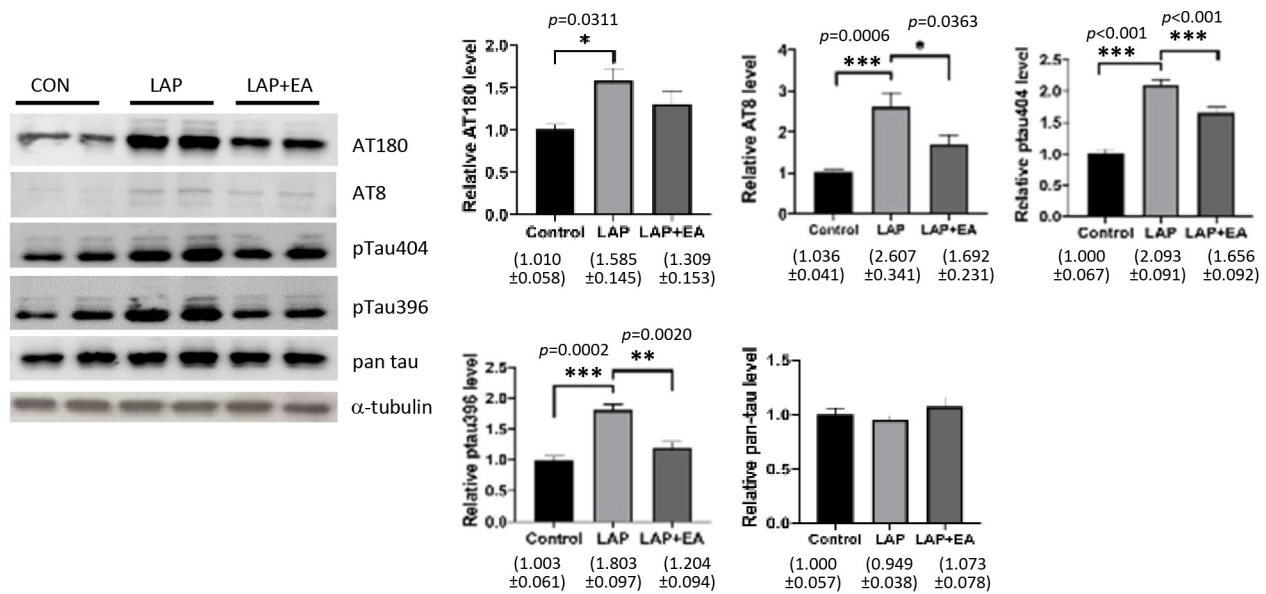 CON LAP LAP+EA
AT180
AT8
pTau404
pTau396
pan tau
α-tubulin
p=0.0311
*
Relative AT180 level
2.0
1.5
1.0
0.5
0.0
Control LAP LAP+EA
(1.010 (1.585 (1.309
±0.058) ±0.145) ±0.153)
p=0.0006 p=0.0363
*** *
Relative AT8 level
4
3
2
1
0
Control LAP LAP+EA
(1.036 (2.607 (1.692
±0.041) ±0.341) ±0.231)
p<0.001 p<0.001
*** ***
Relative ptau404 level
2.5
2.0
1.5
1.0
0.5
0.0
Control LAP LAP+EA
(1.000 (2.093 (1.656
±0.067) ±0.091) ±0.092)
p=0.0002 p=0.0020
*** **
Relative ptau396 level
2.5
2.0
1.5
1.0
0.5
0.0
Control LAP LAP+EA
(1.003 (1.803 (1.204
±0.061) ±0.097) ±0.094)
Relative pan-tau level
1.5
1.0
0.5
0.0
Control LAP LAP+EA
(1.000 (0.949 (1.073
±0.057) ±0.038) ±0.078)